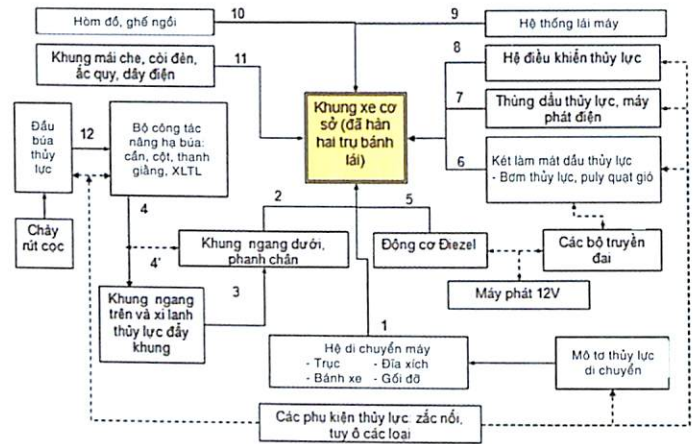 Hòm đồ, ghế ngồi
10
9
Hệ thống lái máy
Khung mái che, còi đèn,
ắc quy, dây điện
11
8
Hệ điều khiển thủy lực
Khung xe cơ
sở (đã hàn
hai trụ bánh
lái)
7
Thùng dầu thủy lực, máy
phát điện
Đầu
búa thủy
lực
12
Bộ công tác
nâng hạ búa:
cần, cột, thanh
giằng, XLTL
6
Két làm mát dầu thủy lực
- Bơm thủy lực, puly quạt gió
4
2
5
Chày
rút cọc
4'
Khung ngang dưới,
phanh chân
Động cơ Điezel
Các bộ truyền
đai
3
Máy phát 12V
Khung ngang
trên và xi lanh
thủy lực đẩy
khung
1
Hệ di chuyển máy
- Trục - Đĩa xích
- Bánh xe - Gối đỡ
Mô tơ thủy lực
di chuyển
Các phụ kiện thủy lực: zắc nối,
tuy ô các loại